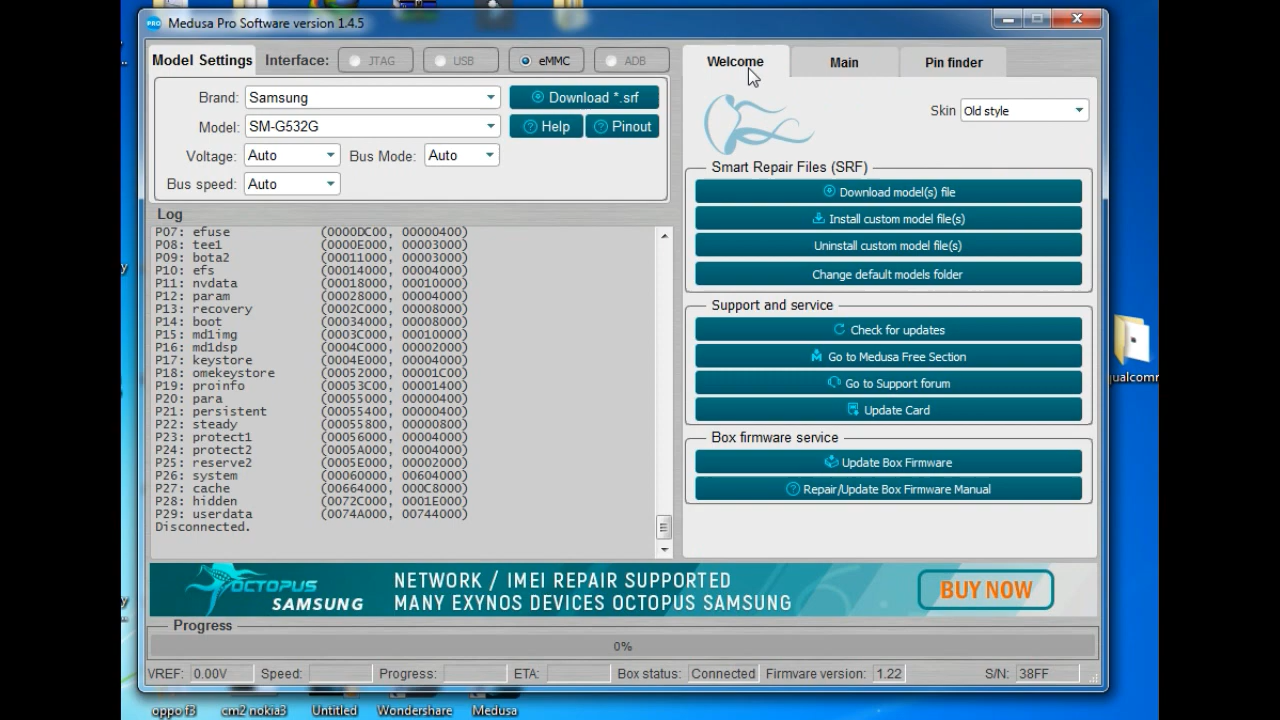 Medusa Pro Software version 1.4.5
Model Settings Interface: JTAG USB eMMC ADB
Brand: Samsung Download *.srf
Model: SM-G532G Help Pinout
Voltage: Auto Bus Mode: Auto
Bus speed: Auto
Log
P07: efuse (0000DC00, 00000400)
P08: tee1 (0000E000, 00003000)
P09: bota2 (00011000, 00003000)
P10: efs (00014000, 00004000)
P11: nvdata (00018000, 00010000)
P12: param (00028000, 00004000)
P13: recovery (0002C000, 00008000)
P14: boot (00034000, 00008000)
P15: md1img (0003C000, 00010000)
P16: md1dsp (0004C000, 00002000)
P17: keystore (0004E000, 00004000)
P18: omekeystore (00052000, 00001C00)
P19: proinfo (00053C00, 00001400)
P20: para (00055000, 00000400)
P21: persistent (00055400, 00000400)
P22: steady (00055800, 00000800)
P23: protect1 (00056000, 00004000)
P24: protect2 (0005A000, 00004000)
P25: reserve2 (0005E000, 00002000)
P26: system (00060000, 00604000)
P27: cache (00664000, 000C8000)
P28: hidden (0072C000, 0001E000)
P29: userdata (0074A000, 00744000)
Disconnected.
Welcome Main Pin finder
Skin Old style
Smart Repair Files (SRF)
Download model(s) file
Install custom model file(s)
Uninstall custom model file(s)
Change default models folder
Support and service
Check for updates
Go to Medusa Free Section
Go to Support forum
Update Card
Box firmware service
Update Box Firmware
Repair/Update Box Firmware Manual
OCTOPUS
SAMSUNG
NETWORK / IMEI REPAIR SUPPORTED
MANY EXYNOS DEVICES OCTOPUS SAMSUNG
BUY NOW
Progress
0%
VREF: 0.00V Speed: Progress: ETA: Box status: Connected Firmware version: 1.22 S/N: 38FF
ualcomm
oppo f3 cm2 nokia3 Untitled Wondershare Medusa